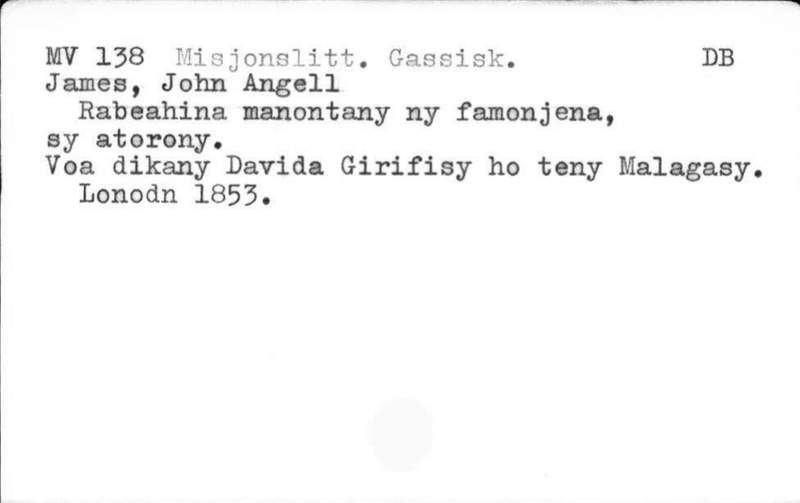 MV 138 Misjonslitt. Gassisk. DB
James, John Angell
Rabeahina manontany ny famonjena,
sy atorony.
Voa dikany Davida Girifisy ho teny Malagasy.
Lonodn 1853.